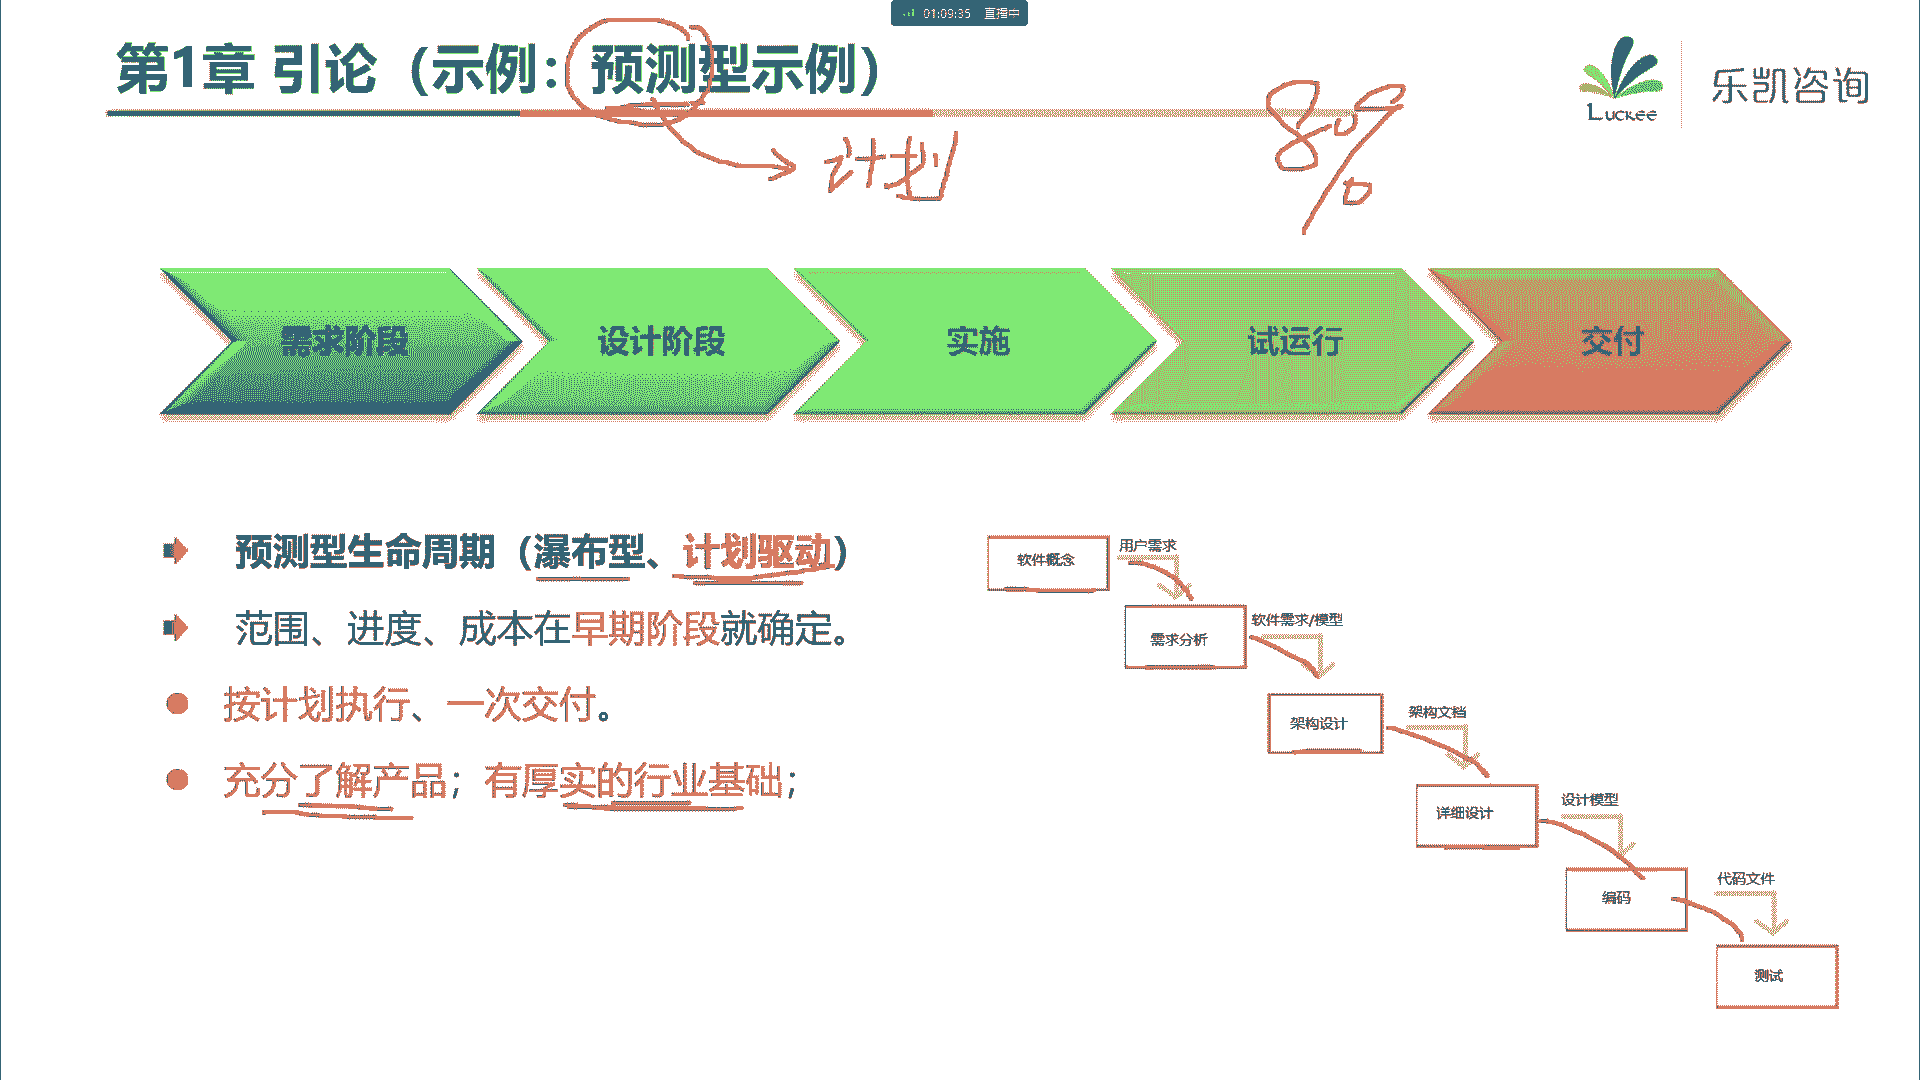 01:09:35 直播中
第1章 引论（示例：预测型示例）
Luckee 乐凯咨询
计划
80%
需求阶段 设计阶段 实施 试运行 交付
预测型生命周期（瀑布型、计划驱动）
范围、进度、成本在早期阶段就确定。
按计划执行、一次交付。
充分了解产品；有厚实的行业基础；
软件概念 用户需求
需求分析 软件需求/模型
架构设计 架构文档
详细设计 设计模型
编码 代码文件
测试